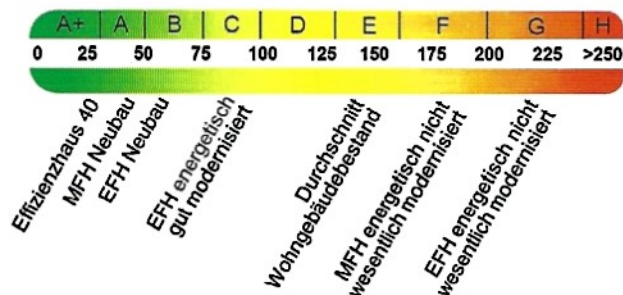 A+ A B C D E F G H
0 25 50 75 100 125 150 175 200 225 >250
Effizienzhaus 40
MFH Neubau
EFH Neubau
EFH energetisch
gut modernisiert
Durchschnitt
Wohngebäudebestand
MFH energetisch nicht
wesentlich modernisiert
EFH energetisch nicht
wesentlich modernisiert